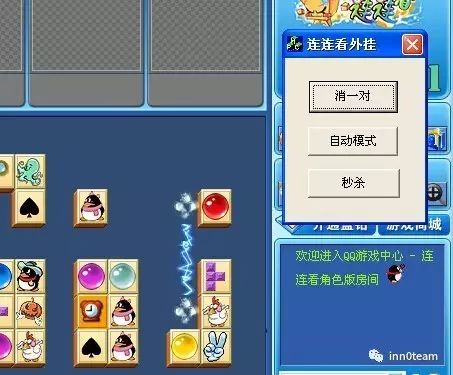 连连看外挂
消一对
自动模式
秒杀
开通蓝钻
游戏商城
欢迎进入QQ游戏中心 - 连
连看角色版房间
inn0team